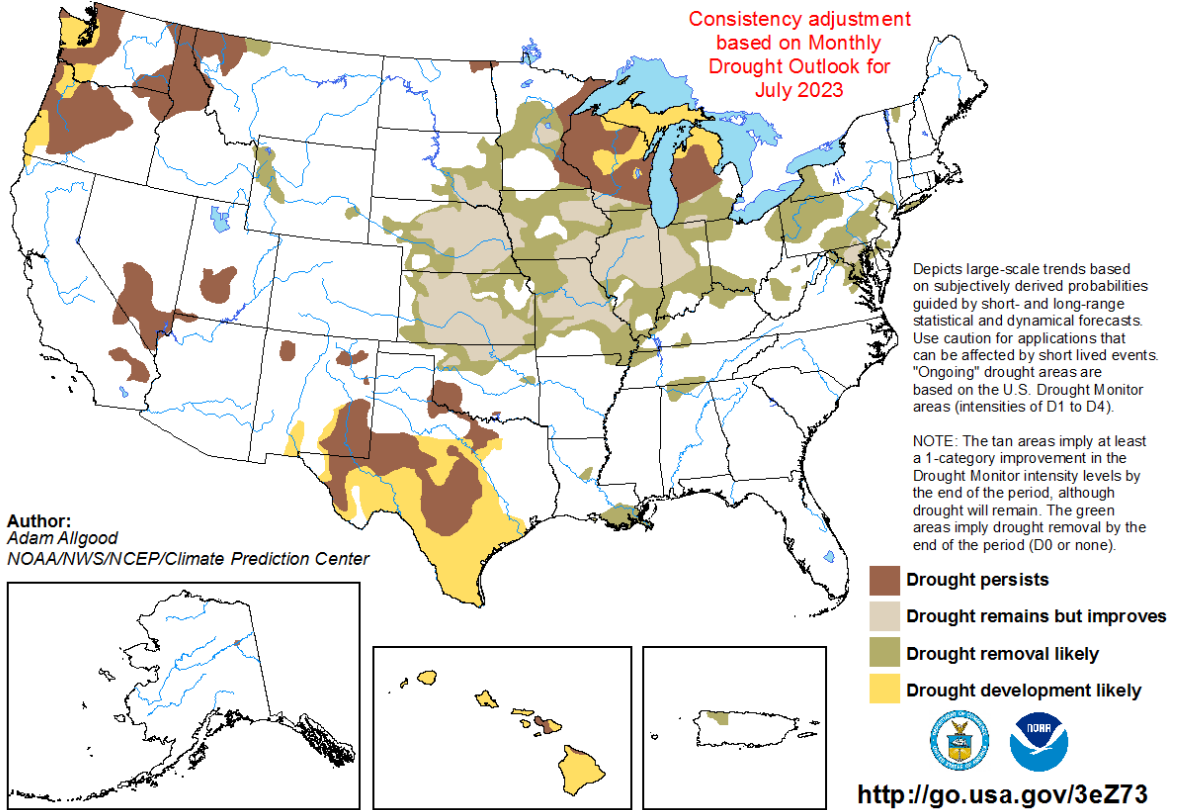 Consistency adjustment
based on Monthly
Drought Outlook for
July 2023
Depicts large-scale trends based
on subjectively derived probabilities
guided by short- and long-range
statistical and dynamical forecasts.
Use caution for applications that
can be affected by short lived events.
"Ongoing" drought areas are
based on the U.S. Drought Monitor
areas (intensities of D1 to D4).
NOTE: The tan areas imply at least
a 1-category improvement in the
Drought Monitor intensity levels by
the end of the period, although
drought will remain. The green
areas imply drought removal by the
end of the period (D0 or none).
Author:
Adam Allgood
NOAA/NWS/NCEP/Climate Prediction Center
Drought persists
Drought remains but improves
Drought removal likely
Drought development likely
NOAA
http://go.usa.gov/3eZ73